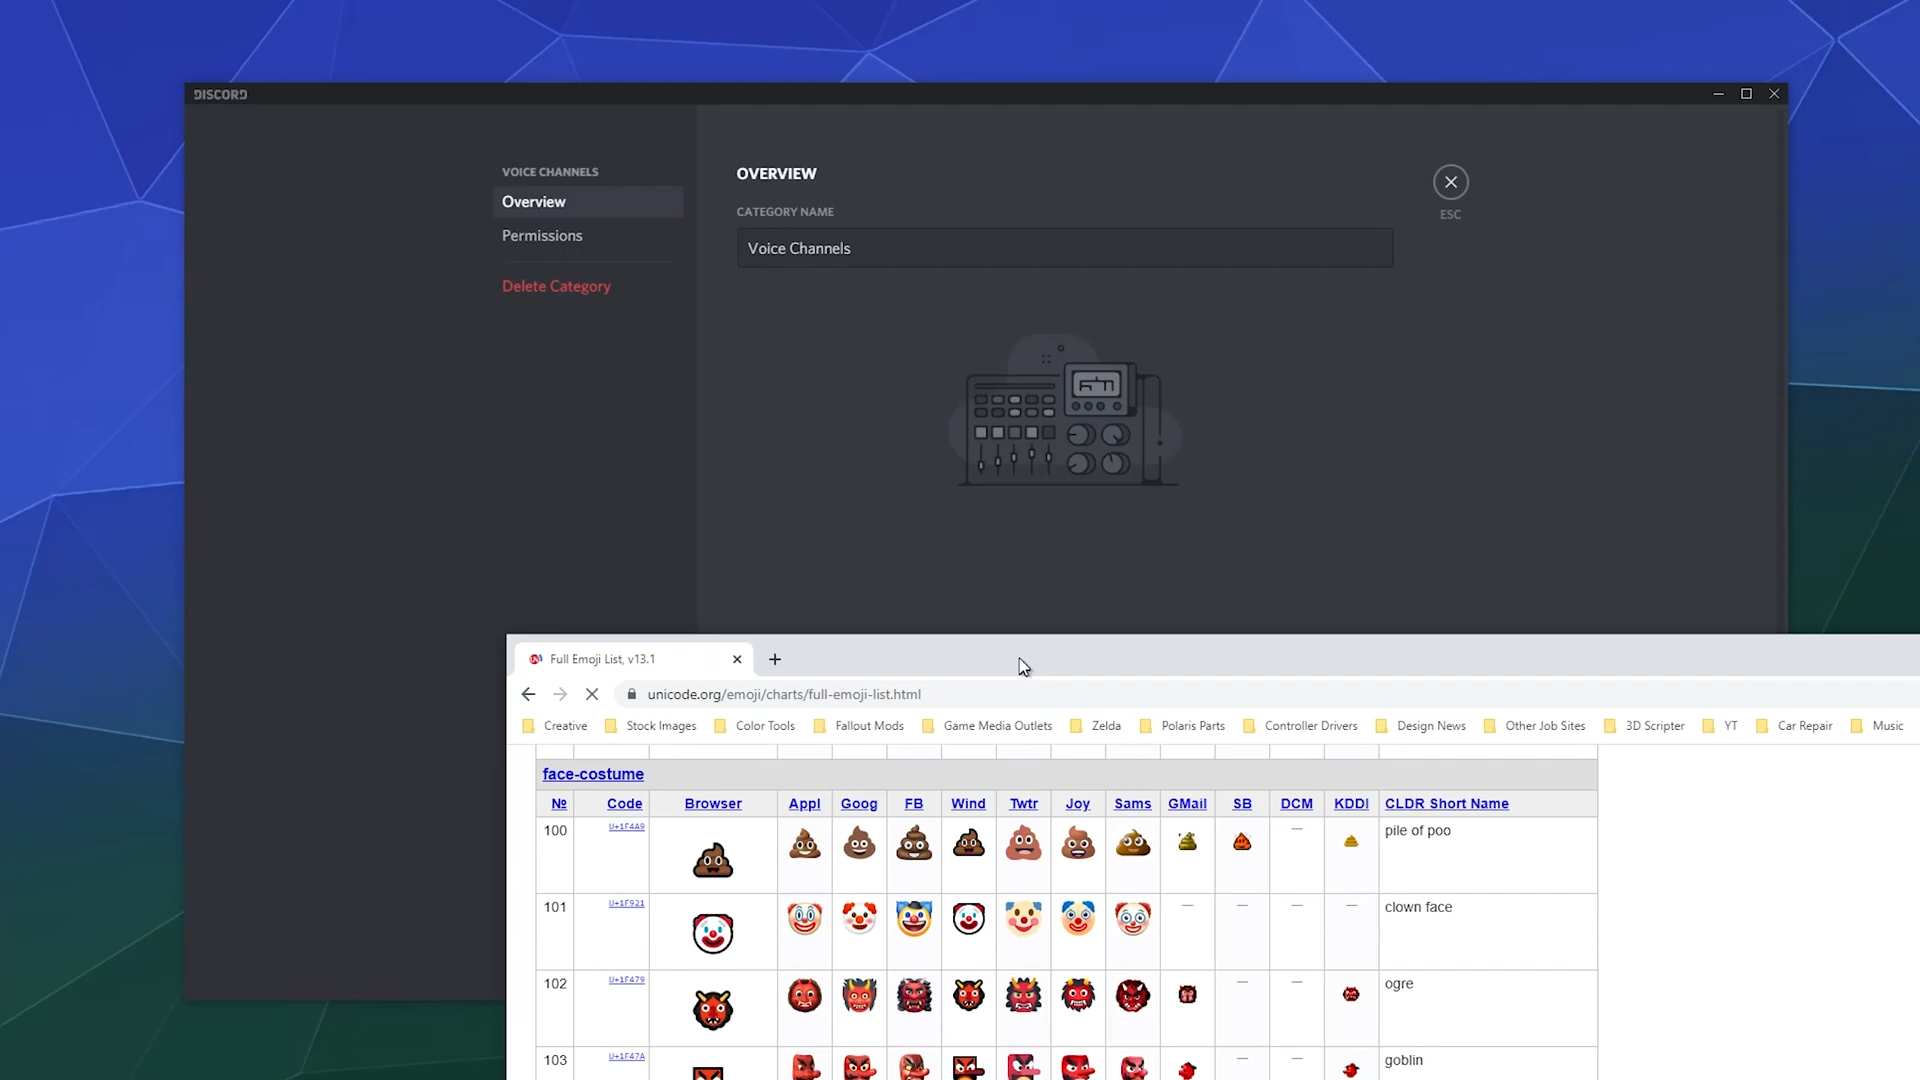 DISCORD
VOICE CHANNELS
Overview
Permissions
Delete Category
OVERVIEW
CATEGORY NAME
Voice Channels
ESC
Full Emoji List, v13.1
unicode.org/emoji/charts/full-emoji-list.html
Creative Stock Images Color Tools Fallout Mods Game Media Outlets Zelda Polaris Parts Controller Drivers Design News Other Job Sites 3D Scripter YT Car Repair Music
face-costume
№ Code Browser Appl Goog FB Wind Twtr Joy Sams GMail SB DCM KDDI CLDR Short Name
100 U+1F4A9 — pile of poo
101 U+1F921 — — — — clown face
102 U+1F479 — — ogre
103 U+1F47A — — goblin